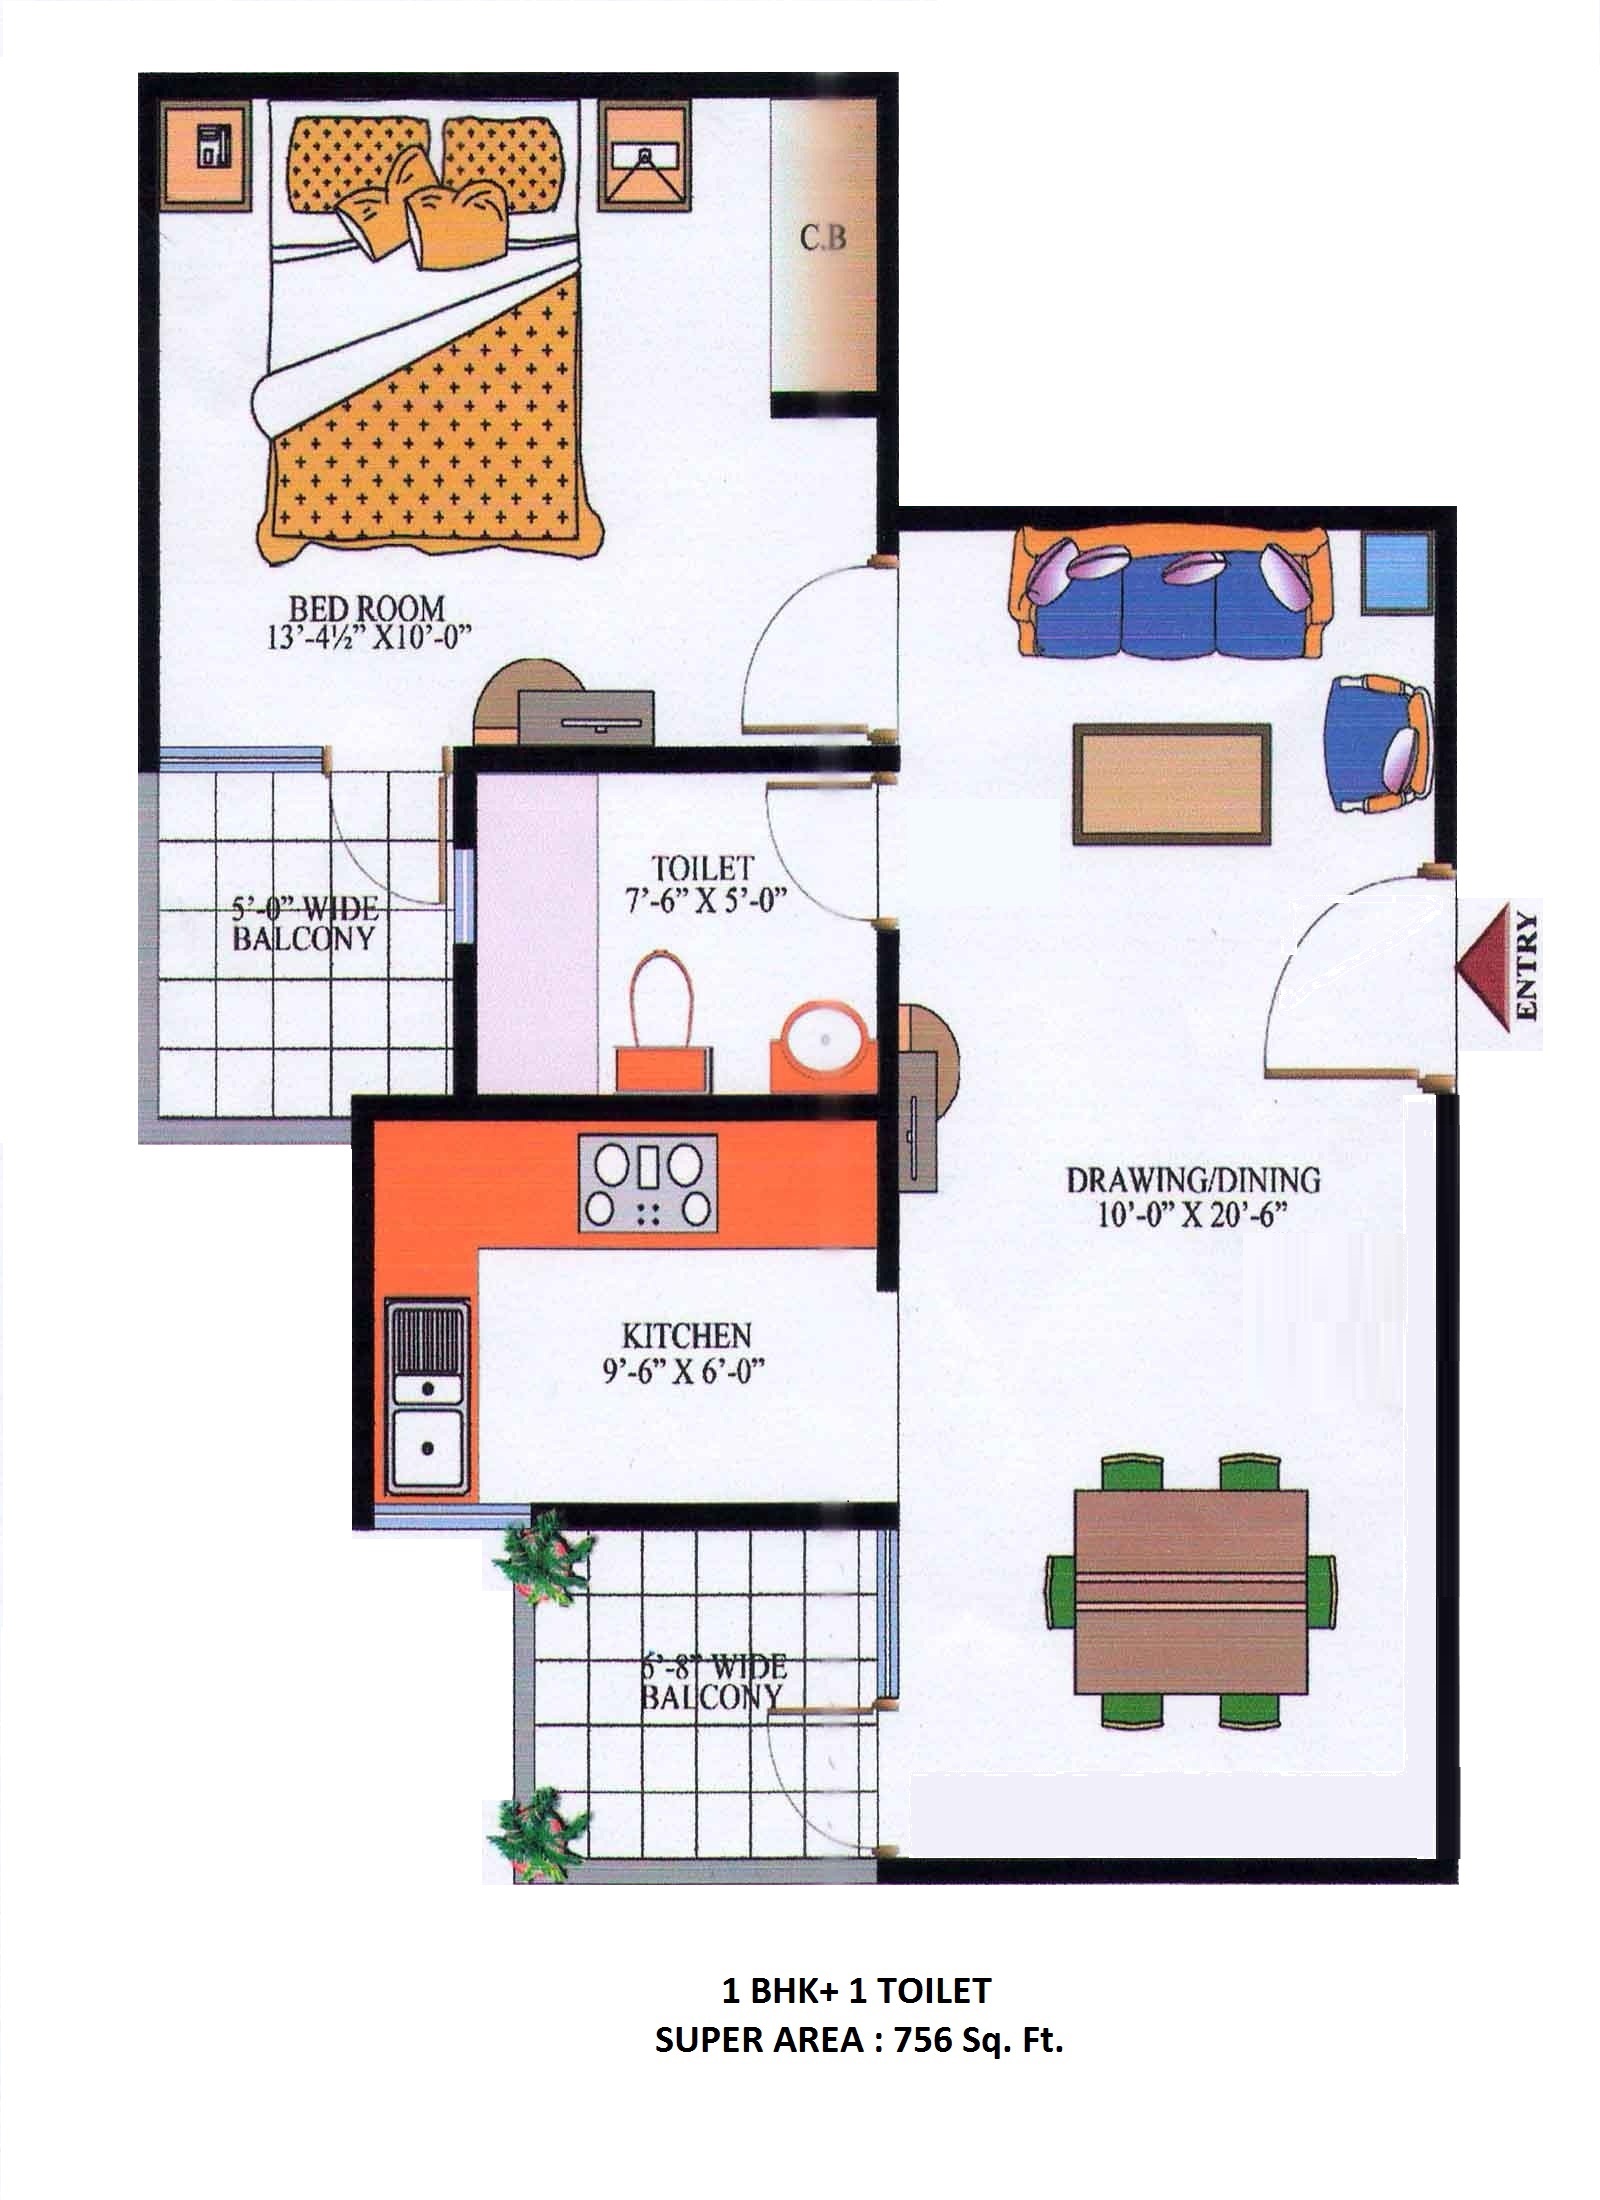 C.B
BED ROOM
13’-4½” X10’-0”
TOILET
7’-6” X 5’-0”
5’-0” WIDE
BALCONY
ENTRY
DRAWING/DINING
10’-0” X 20’-6”
KITCHEN
9’-6” X 6’-0”
6’-8” WIDE
BALCONY
1 BHK+ 1 TOILET
SUPER AREA : 756 Sq. Ft.